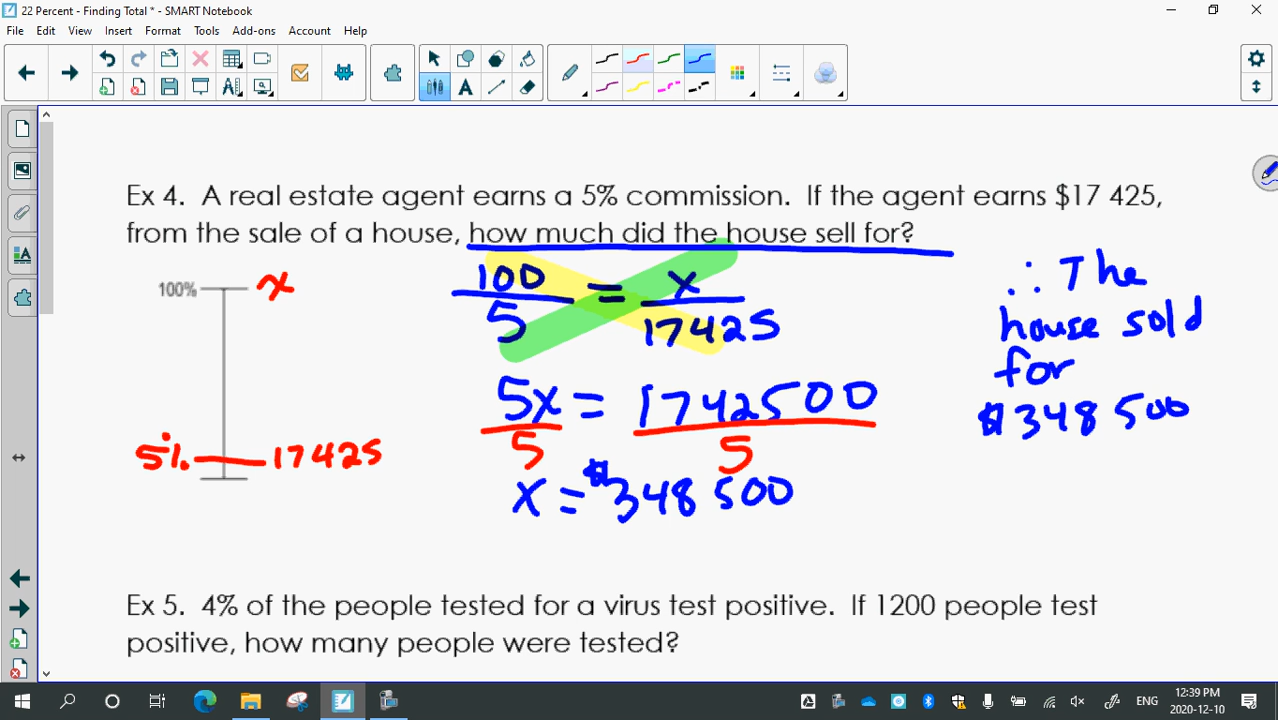 22 Percent - Finding Total * - SMART Notebook
File Edit View Insert Format Tools Add-ons Account Help
Ex 4. A real estate agent earns a 5% commission. If the agent earns $17 425,
from the sale of a house, how much did the house sell for?
100% x
5% 17425
100/5 = x/17425
5x = 1742500
5 5
x = $348 500
∴ The
house sold
for
$348 500
Ex 5. 4% of the people tested for a virus test positive. If 1200 people test
positive, how many people were tested?
ENG
12:39 PM
2020-12-10